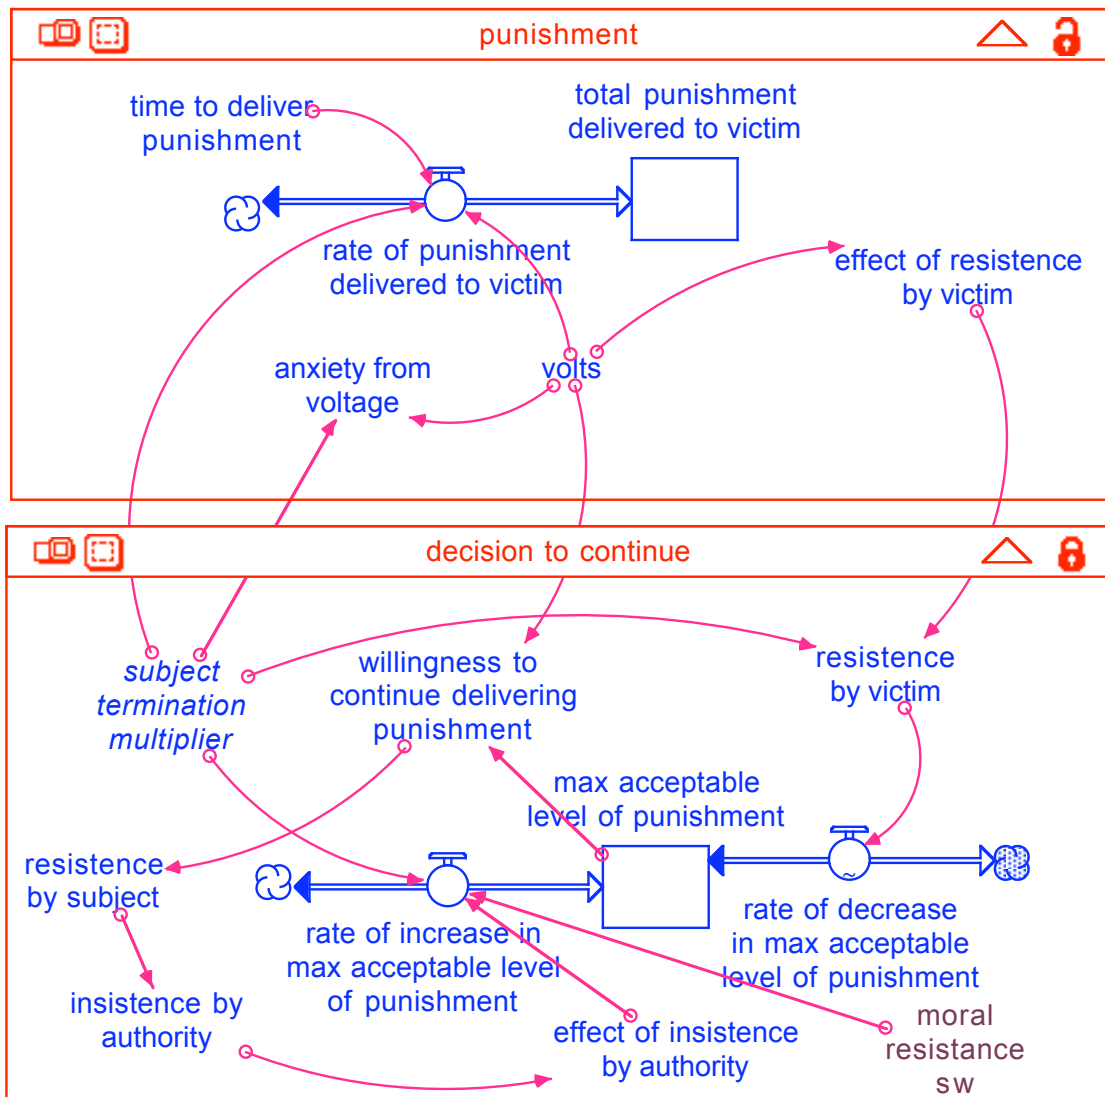 punishment
time to deliver
punishment
total punishment
delivered to victim
rate of punishment
delivered to victim
effect of resistence
by victim
anxiety from
voltage
volts
decision to continue
subject
termination
multiplier
willingness to
continue delivering
punishment
resistence
by victim
max acceptable
level of punishment
resistence
by subject
rate of increase in
max acceptable level
of punishment
rate of decrease
in max acceptable
level of punishment
insistence by
authority
effect of insistence
by authority
moral
resistance
sw
~